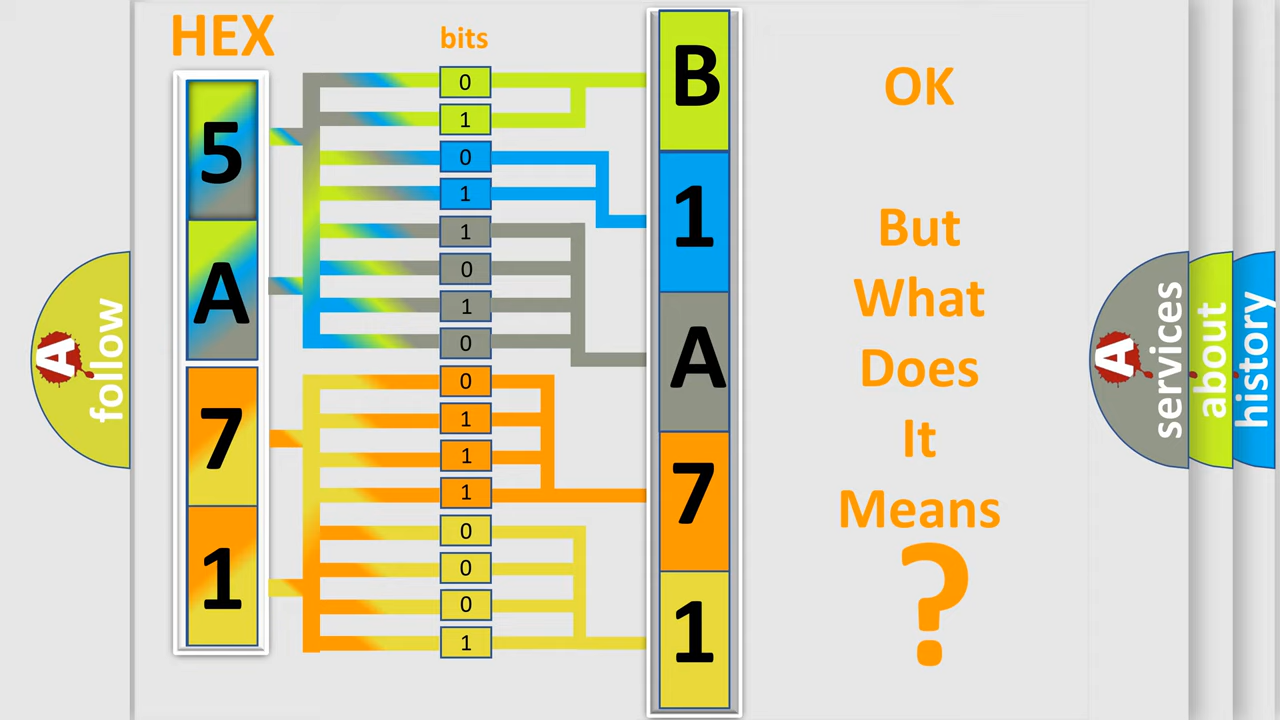 HEX
bits
5
A
7
1
0
1
0
1
1
0
1
0
0
1
1
1
0
0
0
1
B
1
A
7
1
OK
But
What
Does
It
Means
?
A
follow
A
services
about
history